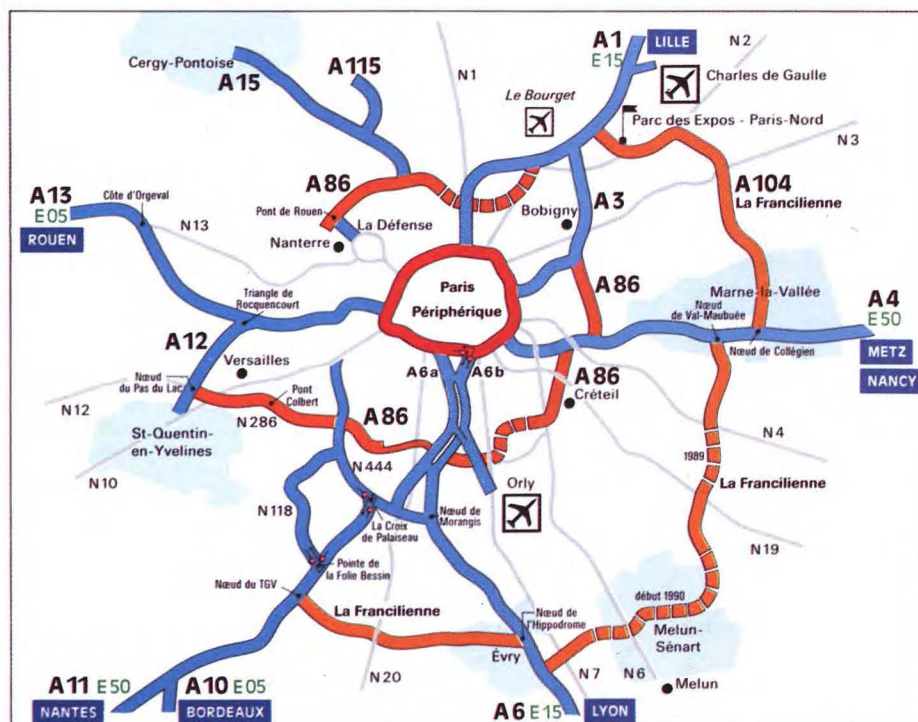 A1
E15
LILLE
N2
Cergy-Pontoise
A15
A115
N1
Le Bourget
Charles de Gaulle
Parc des Expos - Paris-Nord
N3
A13
E05
ROUEN
Côte d'Orgeval
N13
A86
Pont de Rouen
La Défense
Nanterre
Bobigny
A3
A104
La Francilienne
Paris
Périphérique
A86
Marne-la-Vallée
Nœud
de Val-Maubuée
Nœud de Collégien
A4
E50
METZ
NANCY
Triangle de
Rocquencourt
A12
Versailles
Nœud
du Pas du Lac
N12
Pont
Colbert
N286
A86
A6a
A6b
A86
Créteil
St-Quentin-
en-Yvelines
N10
N444
N118
Orly
Nœud de
Morangis
La Croix
de Palaiseau
Pointe de
la Folie Bessin
N4
1989
La Francilienne
N19
Nœud du TGV
La Francilienne
Nœud de
l'Hippodrome
début 1990
Melun-
Sénart
Évry
N20
N7
N6
Melun
A11 E50
NANTES
A10 E05
BORDEAUX
A6 E15
LYON